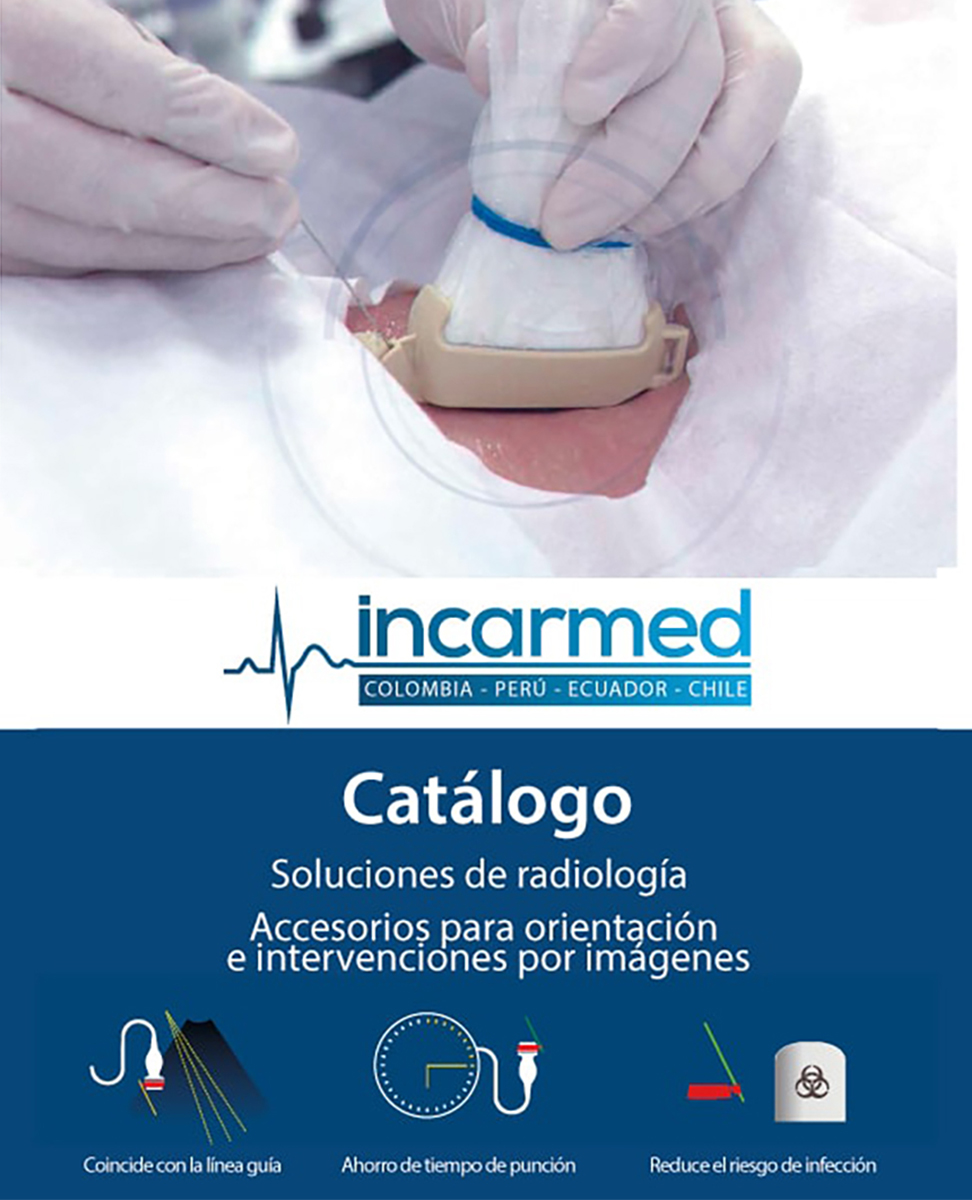 incarmed
COLOMBIA - PERÚ - ECUADOR - CHILE
Catálogo
Soluciones de radiología
Accesorios para orientación
e intervenciones por imágenes
Coincide con la línea guía
Ahorro de tiempo de punción
Reduce el riesgo de infección